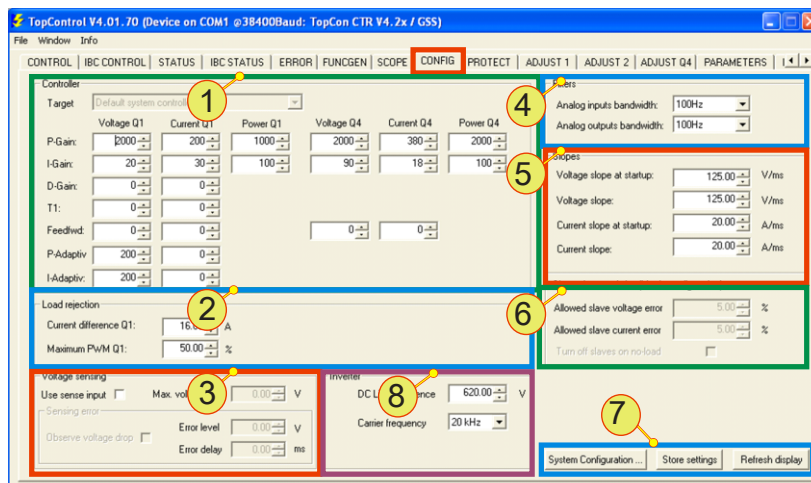 TopControl V4.01.70 (Device on COM1 @38400Baud: TopCon CTR V4.2x / GSS)
File Window Info
CONTROL IBC CONTROL STATUS IBC STATUS ERROR FUNCGEN SCOPE CONFIG PROTECT ADJUST 1 ADJUST 2 ADJUST Q4 PARAMETERS
Controller
1
Target Default system
Voltage Q1 Current Q1 Power Q1 Voltage Q4 Current Q4 Power Q4
P-Gain: 2000 200 1000 2000 380 2000
I-Gain: 20 30 100 90 18 100
D-Gain: 0 0
T1: 0 0
Feedfwd: 0 0 0 0
P-Adaptiv 200 0
I-Adaptiv: 200 0
2
Load rejection
Current difference Q1: A
Maximum PWM Q1: 50.00 %
3
Voltage sensing
Use sense input 0.00 V
Sensing error
Observe voltage drop
Error level 0.00 V
Error delay 0.00 ms
4
Analog inputs bandwidth: 100Hz
Analog outputs bandwidth: 100Hz
5
Slopes
Voltage slope at startup: 125.00 V/ms
Voltage slope: 125.00 V/ms
Current slope at startup: 20.00 A/ms
Current slope: 20.00 A/ms
6
Allowed slave voltage error 5.00 %
Allowed slave current error 5.00 %
Turn off slaves on no-load
8
Inverter
DC 620.00 V
Carrier frequency 20 kHz
7
System Configuration ... Store settings Refresh display